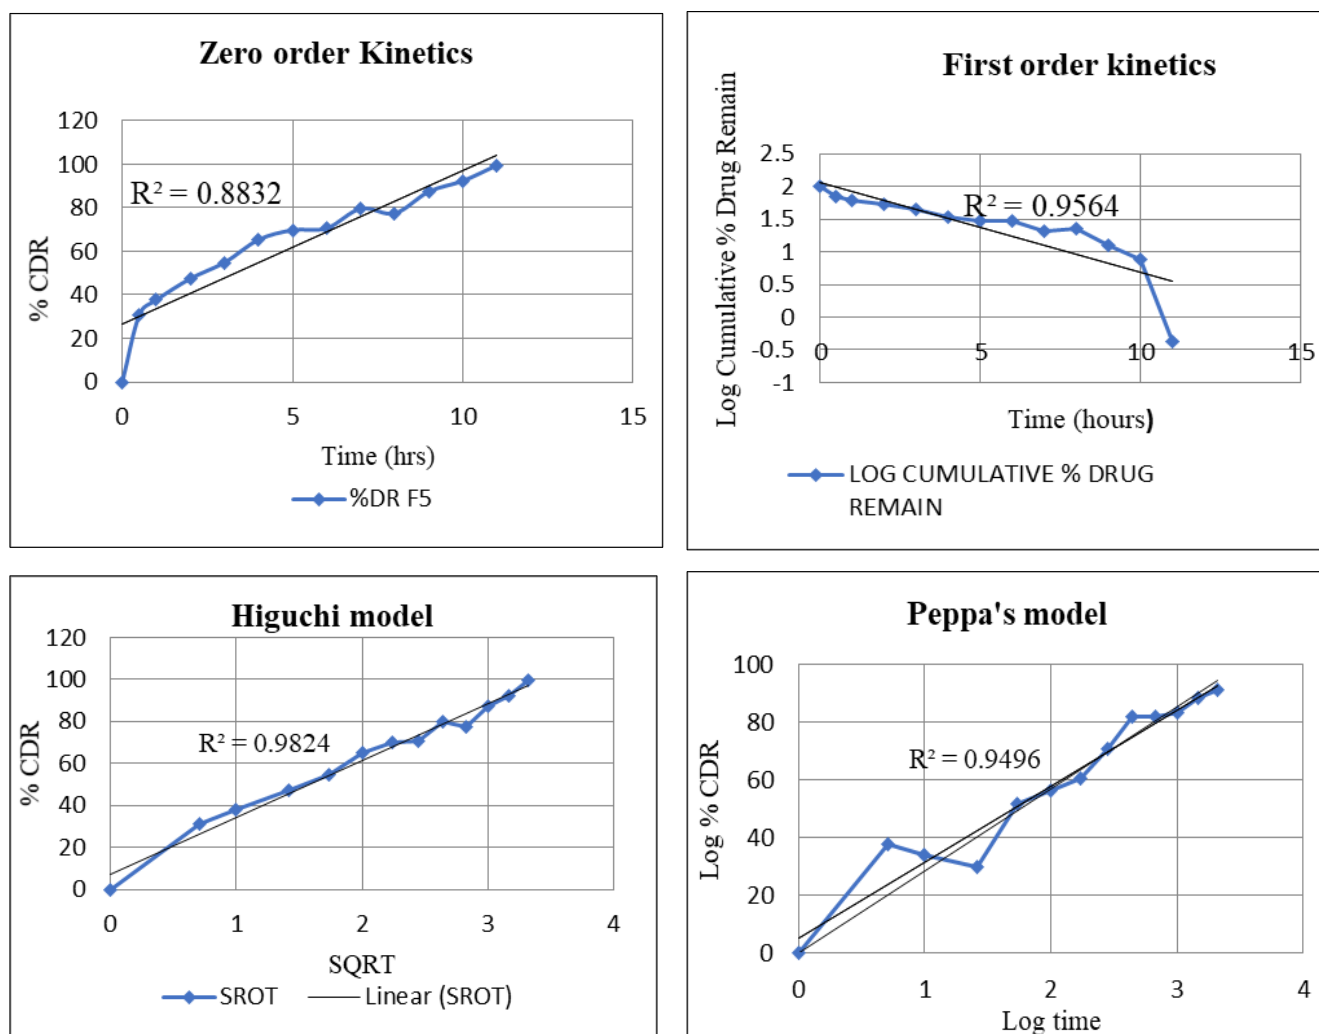 Zero order Kinetics
120
100
80
60
40
20
0
R² = 0.8832
% CDR
0 5 10 15
Time (hrs)
%DR F5
First order kinetics
Log Cumulative % Drug Remain
2.5
2
1.5
1
0.5
0
-0.5
-1
R² = 0.9564
0 5 10 15
Time (hours)
LOG CUMULATIVE % DRUG
REMAIN
Higuchi model
120
100
80
60
40
20
0
R² = 0.9824
% CDR
0 1 2 3 4
SQRT
SROT Linear (SROT)
Peppa's model
100
80
60
40
20
0
R² = 0.9496
Log % CDR
0 1 2 3 4
Log time